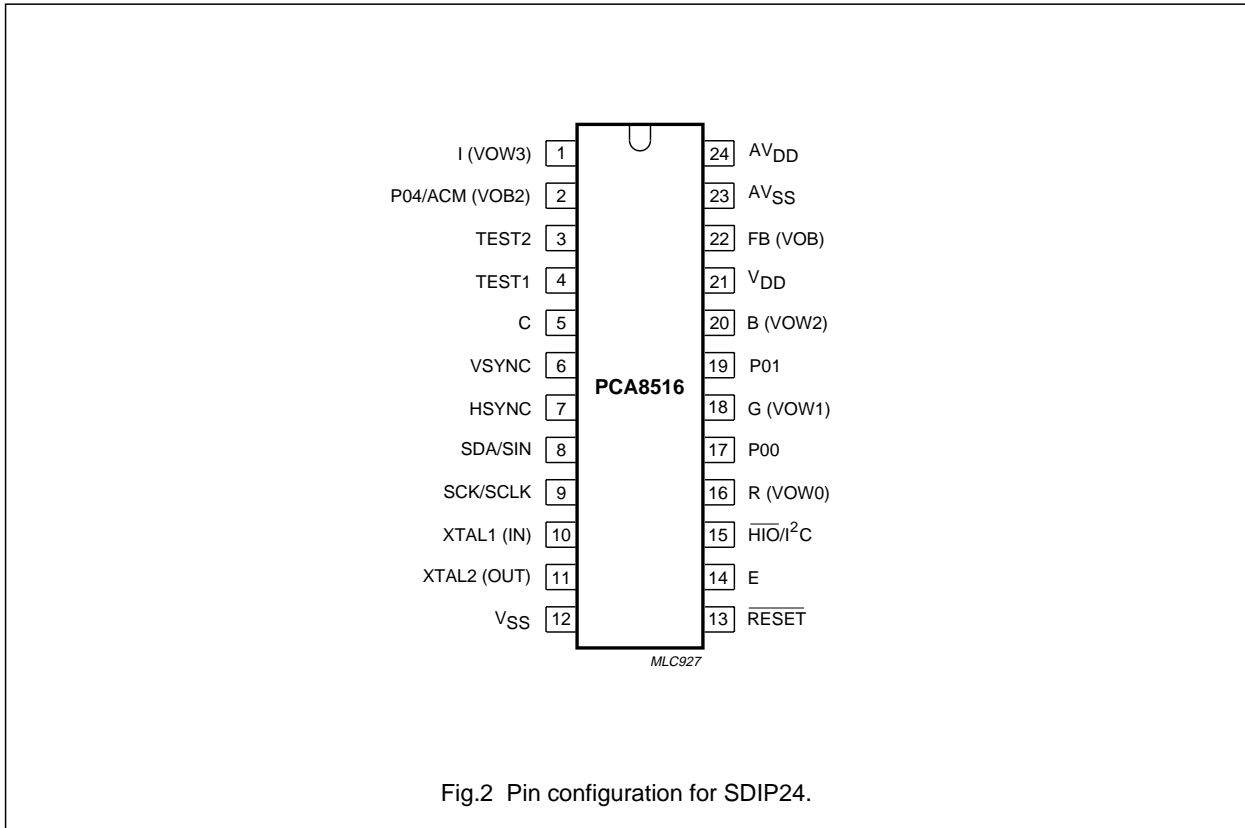 I (VOW3) 1 24 AVDD
P04/ACM (VOB2) 2 23 AVSS
TEST2 3 22 FB (VOB)
TEST1 4 21 VDD
C 5 20 B (VOW2)
VSYNC 6 19 P01
PCA8516
HSYNC 7 18 G (VOW1)
SDA/SIN 8 17 P00
SCK/SCLK 9 16 R (VOW0)
XTAL1 (IN) 10 15 H̅I̅O̅/I²C
XTAL2 (OUT) 11 14 E
VSS 12 13 R̅E̅S̅E̅T̅
MLC927
Fig.2 Pin configuration for SDIP24.